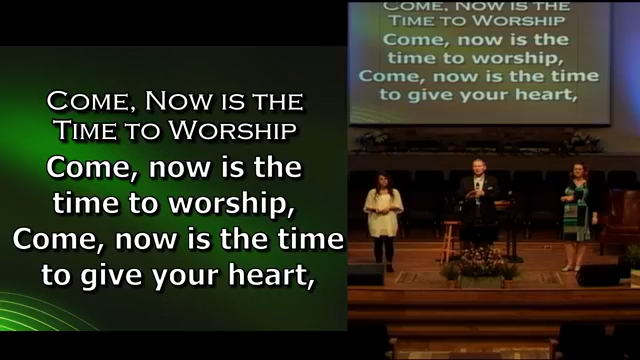 Come, Now is the
Time to Worship
Come, now is the
time to worship,
Come, now is the time
to give your heart,
Come, Now is the
Time to Worship
Come, now is the
time to worship,
Come, now is the time
to give your heart,